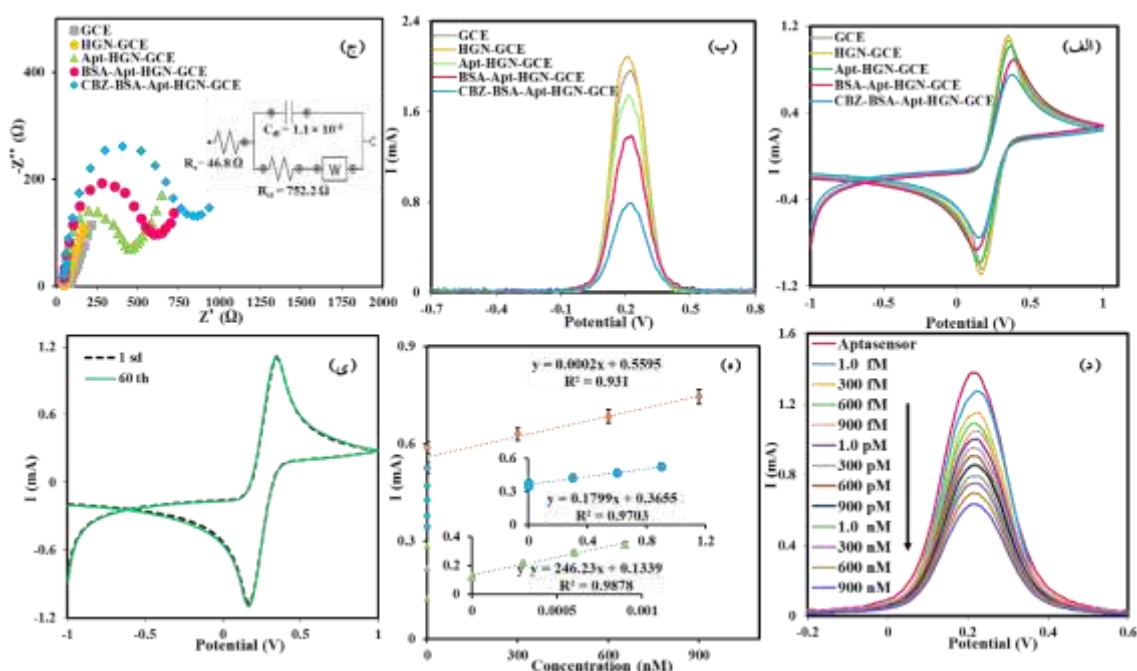 (ج)
GCE
HGN-GCE
Apt-HGN-GCE
BSA-Apt-HGN-GCE
CBZ-BSA-Apt-HGN-GCE
400
200
0
-Z'' (Ω)
Rs= 46.8 Ω
W
0 250 500 750 1000 1250 1500 1750 2000
Z' (Ω)
(ب)
GCE
HGN-GCE
Apt-HGN-GCE
BSA-Apt-HGN-GCE
CBZ-BSA-Apt-HGN-GCE
2.4
1.6
0.8
0
I (mA)
-0.7 -0.4 -0.1 0.2 0.5 0.8
Potential (V)
(الف)
GCE
HGN-GCE
Apt-HGN-GCE
BSA-Apt-HGN-GCE
CBZ-BSA-Apt-HGN-GCE
1.2
0.4
-0.4
-1.2
I (mA)
-1 -0.5 0 0.5 1
Potential (V)
(ی)
1 sd
60 th
1.2
0.6
0
-0.6
-1.2
I (mA)
-1 -0.5 0 0.5 1
Potential (V)
(ه)
y = 0.0002x + 0.5595
R² = 0.931
0.9
0.6
0.3
0
I (mA)
0.6
0.3
0
y = 0.1799x + 0.3655
R² = 0.9703
0 0.3 0.6 0.9 1.2
0.4
0.2
0
y = 246.23x + 0.1339
R² = 0.9878
0 0.0005 0.001
0 300 600 900
Concentration (nM)
(د)
Aptasensor
1.0 fM
300 fM
600 fM
900 fM
1.0 pM
300 pM
600 pM
900 pM
1.0 nM
300 nM
600 nM
900 nM
1.6
1.2
0.8
0.4
0
I (mA)
-0.2 0 0.2 0.4 0.6
Potential (V)